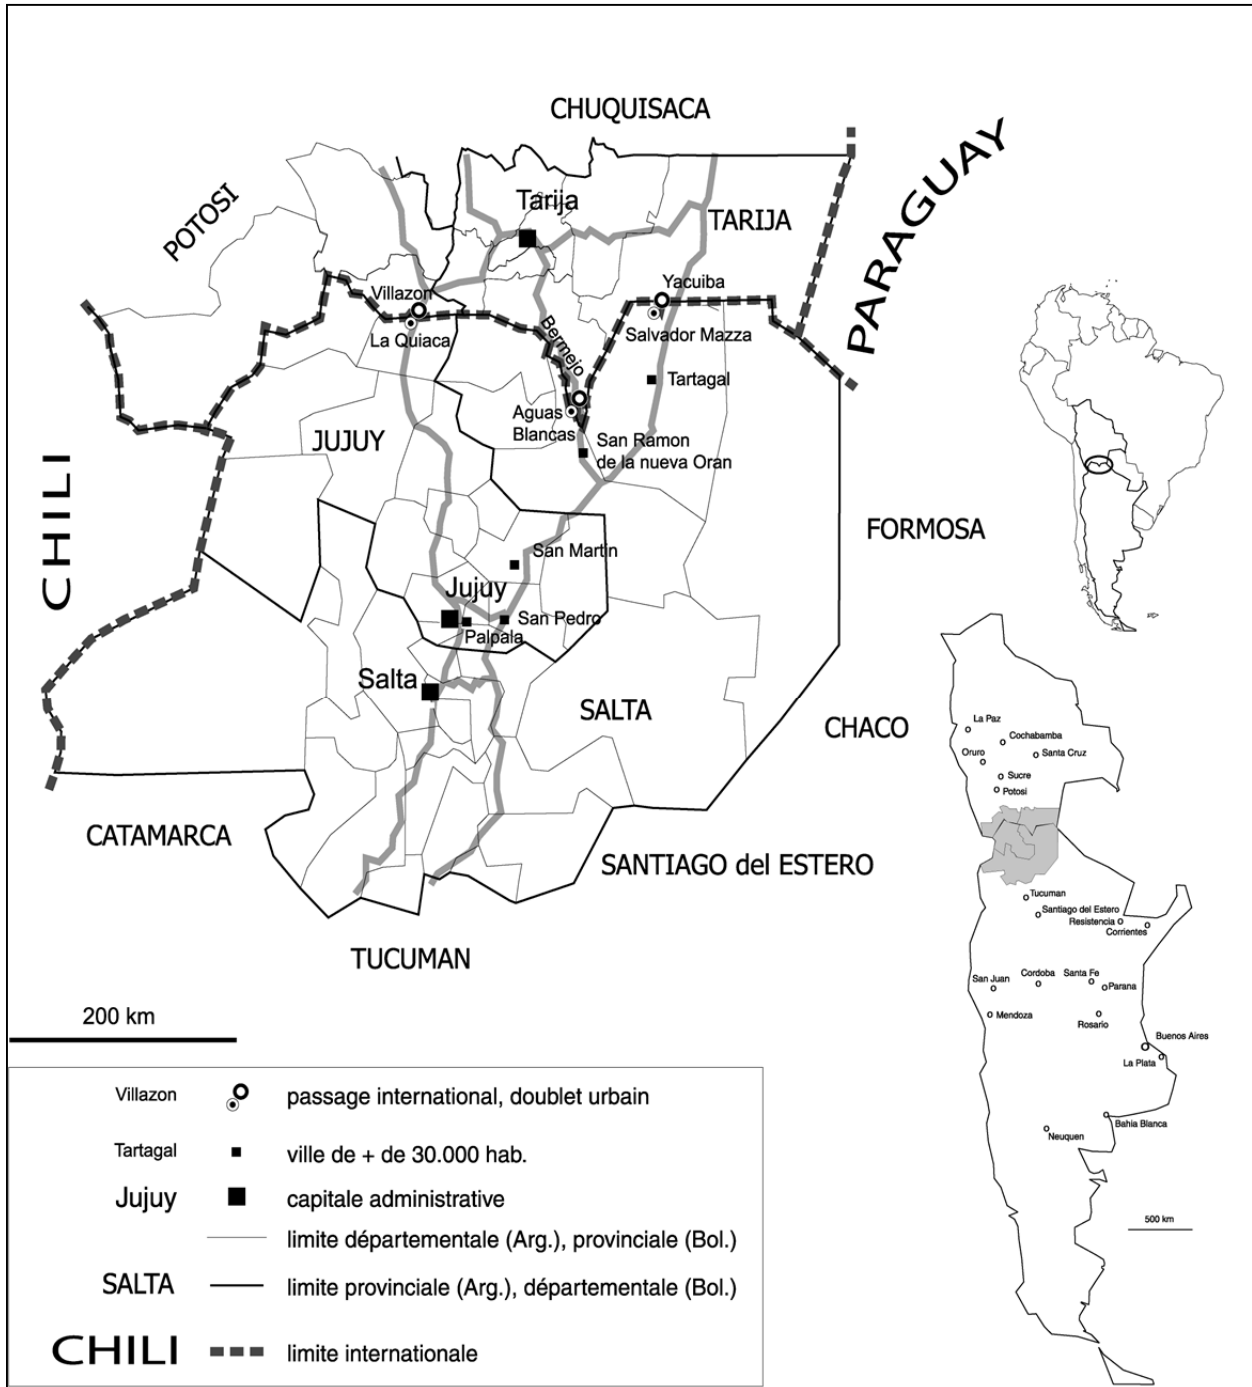 CHUQUISACA
PARAGUAY
POTOSI
Tarija
TARIJA
Villazon
Yacuiba
La Quiaca
Bermejo
Salvador Mazza
Tartagal
Aguas
Blancas
San Ramon
de la nueva Oran
JUJUY
CHILI
FORMOSA
San Martin
Jujuy
San Pedro
Palpala
Salta
SALTA
CHACO
CATAMARCA
SANTIAGO del ESTERO
TUCUMAN
200 km
Villazon passage international, doublet urbain
Tartagal ville de + de 30.000 hab.
Jujuy capitale administrative
limite départementale (Arg.), provinciale (Bol.)
SALTA limite provinciale (Arg.), départementale (Bol.)
CHILI limite internationale
La Paz
Cochabamba
Oruro
Santa Cruz
Sucre
Potosi
Tucuman
Santiago del Estero
Resistencia
Corrientes
San Juan
Cordoba
Santa Fe
Parana
Mendoza
Rosario
Buenos Aires
La Plata
Bahia Blanca
Neuquen
500 km